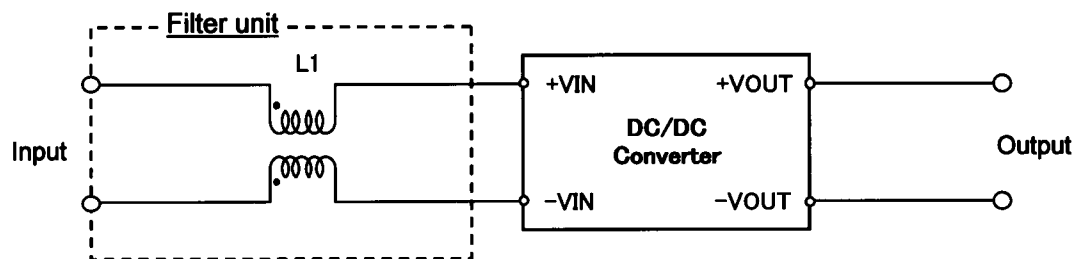 Filter unit
L1
+VIN
+VOUT
Input
DC/DC
Converter
Output
−VIN
−VOUT